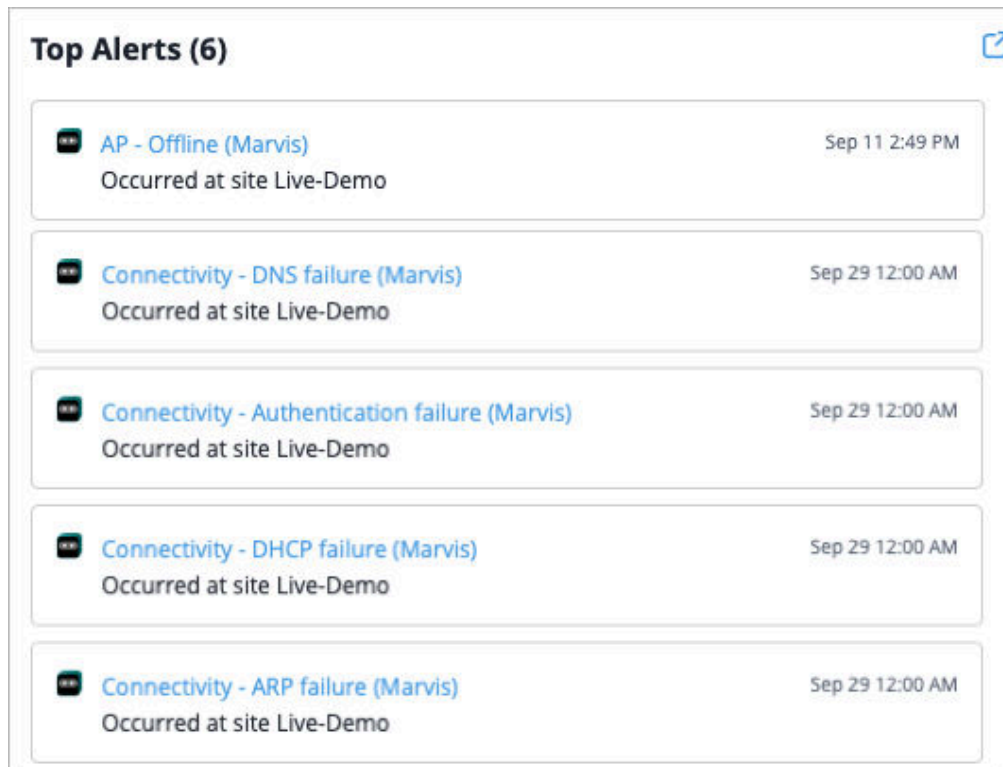 Top Alerts (6)
AP - Offline (Marvis)
Sep 11 2:49 PM
Occurred at site Live-Demo
Connectivity - DNS failure (Marvis)
Sep 29 12:00 AM
Occurred at site Live-Demo
Connectivity - Authentication failure (Marvis)
Sep 29 12:00 AM
Occurred at site Live-Demo
Connectivity - DHCP failure (Marvis)
Sep 29 12:00 AM
Occurred at site Live-Demo
Connectivity - ARP failure (Marvis)
Sep 29 12:00 AM
Occurred at site Live-Demo